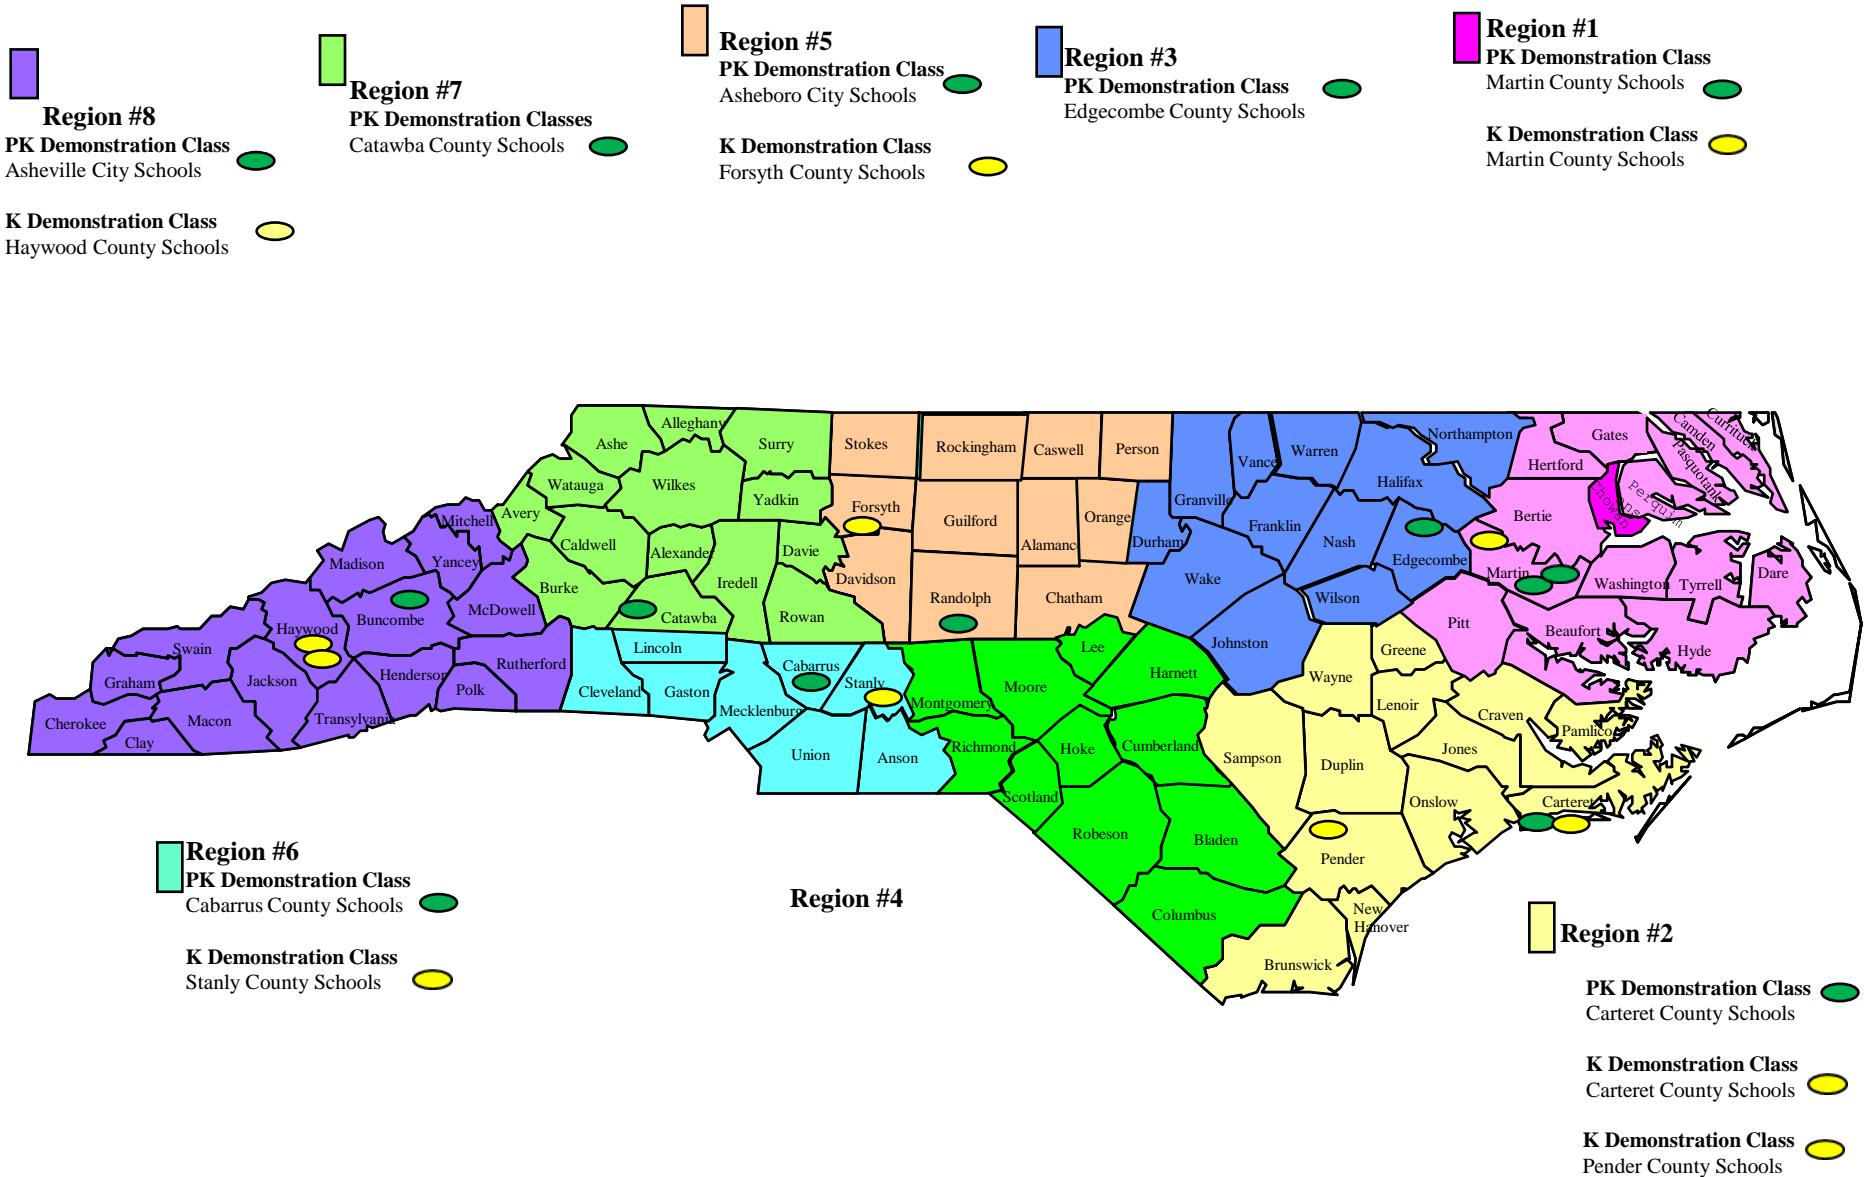 Region #8
PK Demonstration Class
Asheville City Schools
K Demonstration Class
Haywood County Schools
Region #7
PK Demonstration Classes
Catawba County Schools
Region #5
PK Demonstration Class
Asheboro City Schools
K Demonstration Class
Forsyth County Schools
Region #3
PK Demonstration Class
Edgecombe County Schools
Region #1
PK Demonstration Class
Martin County Schools
K Demonstration Class
Martin County Schools
Ashe
Alleghany
Surry
Stokes
Rockingham
Caswell
Person
Granville
Vance
Warren
Halifax
Northampton
Hertford
Gates
Camden
Currituck
Pasquotank
Perquim
ans
Chowan
Bertie
Watauga
Wilkes
Yadkin
Forsyth
Guilford
Alamanc
Orange
Durham
Franklin
Nash
Edgecombe
Martin
Washington
Tyrrell
Dare
Mitchell
Avery
Caldwell
Alexander
Davie
Iredell
Davidson
Randolph
Chatham
Wake
Wilson
Pitt
Beaufort
Hyde
Madison
Yancey
Burke
Catawba
Rowan
McDowell
Buncombe
Haywood
Swain
Graham
Jackson
Henderson
Polk
Rutherford
Cherokee
Clay
Macon
Transylvani
Cleveland
Lincoln
Gaston
Mecklenburg
Cabarrus
Stanly
Union
Anson
Montgomery
Moore
Lee
Harnett
Johnston
Wayne
Greene
Lenoir
Craven
Pamlico
Jones
Richmond
Hoke
Cumberland
Sampson
Duplin
Onslow
Carteret
Scotland
Robeson
Bladen
Pender
Columbus
New
Hanover
Brunswick
Region #6
PK Demonstration Class
Cabarrus County Schools
K Demonstration Class
Stanly County Schools
Region #4
Region #2
PK Demonstration Class
Carteret County Schools
K Demonstration Class
Carteret County Schools
K Demonstration Class
Pender County Schools